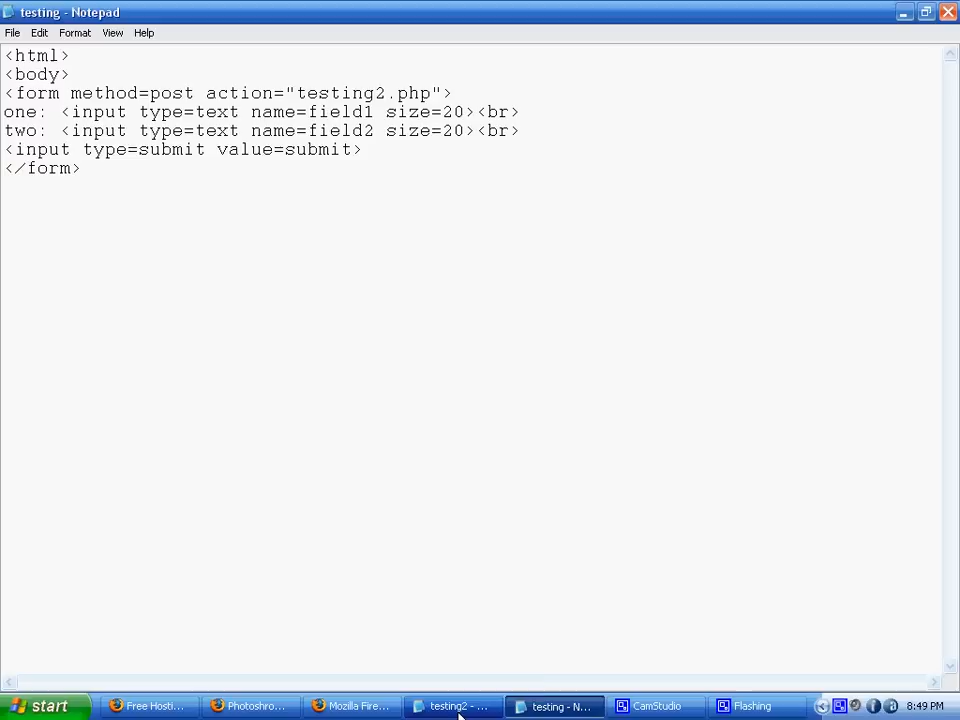 testing - Notepad
File Edit Format View Help
<html>
<body>
<form method=post action="testing2.php">
one: <input type=text name=field1 size=20><br>
two: <input type=text name=field2 size=20><br>
<input type=submit value=submit>
</form>
start Free Hosti... Photoshro... Mozilla Fire... testing2 - ... testing - N... CamStudio Flashing 8:49 PM